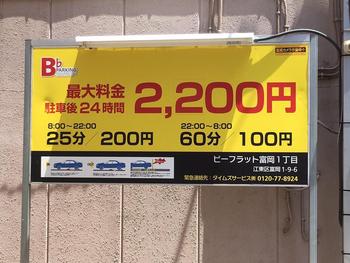 Bb
PARKING
最大料金
駐車後24時間
2,200円
8:00〜22:00
25分/200円
22:00〜8:00
60分/100円
ビーフラット富岡1丁目
江東区富岡1-9-6
緊急連絡先：タイムズサービス㈱ 0120-77-8924